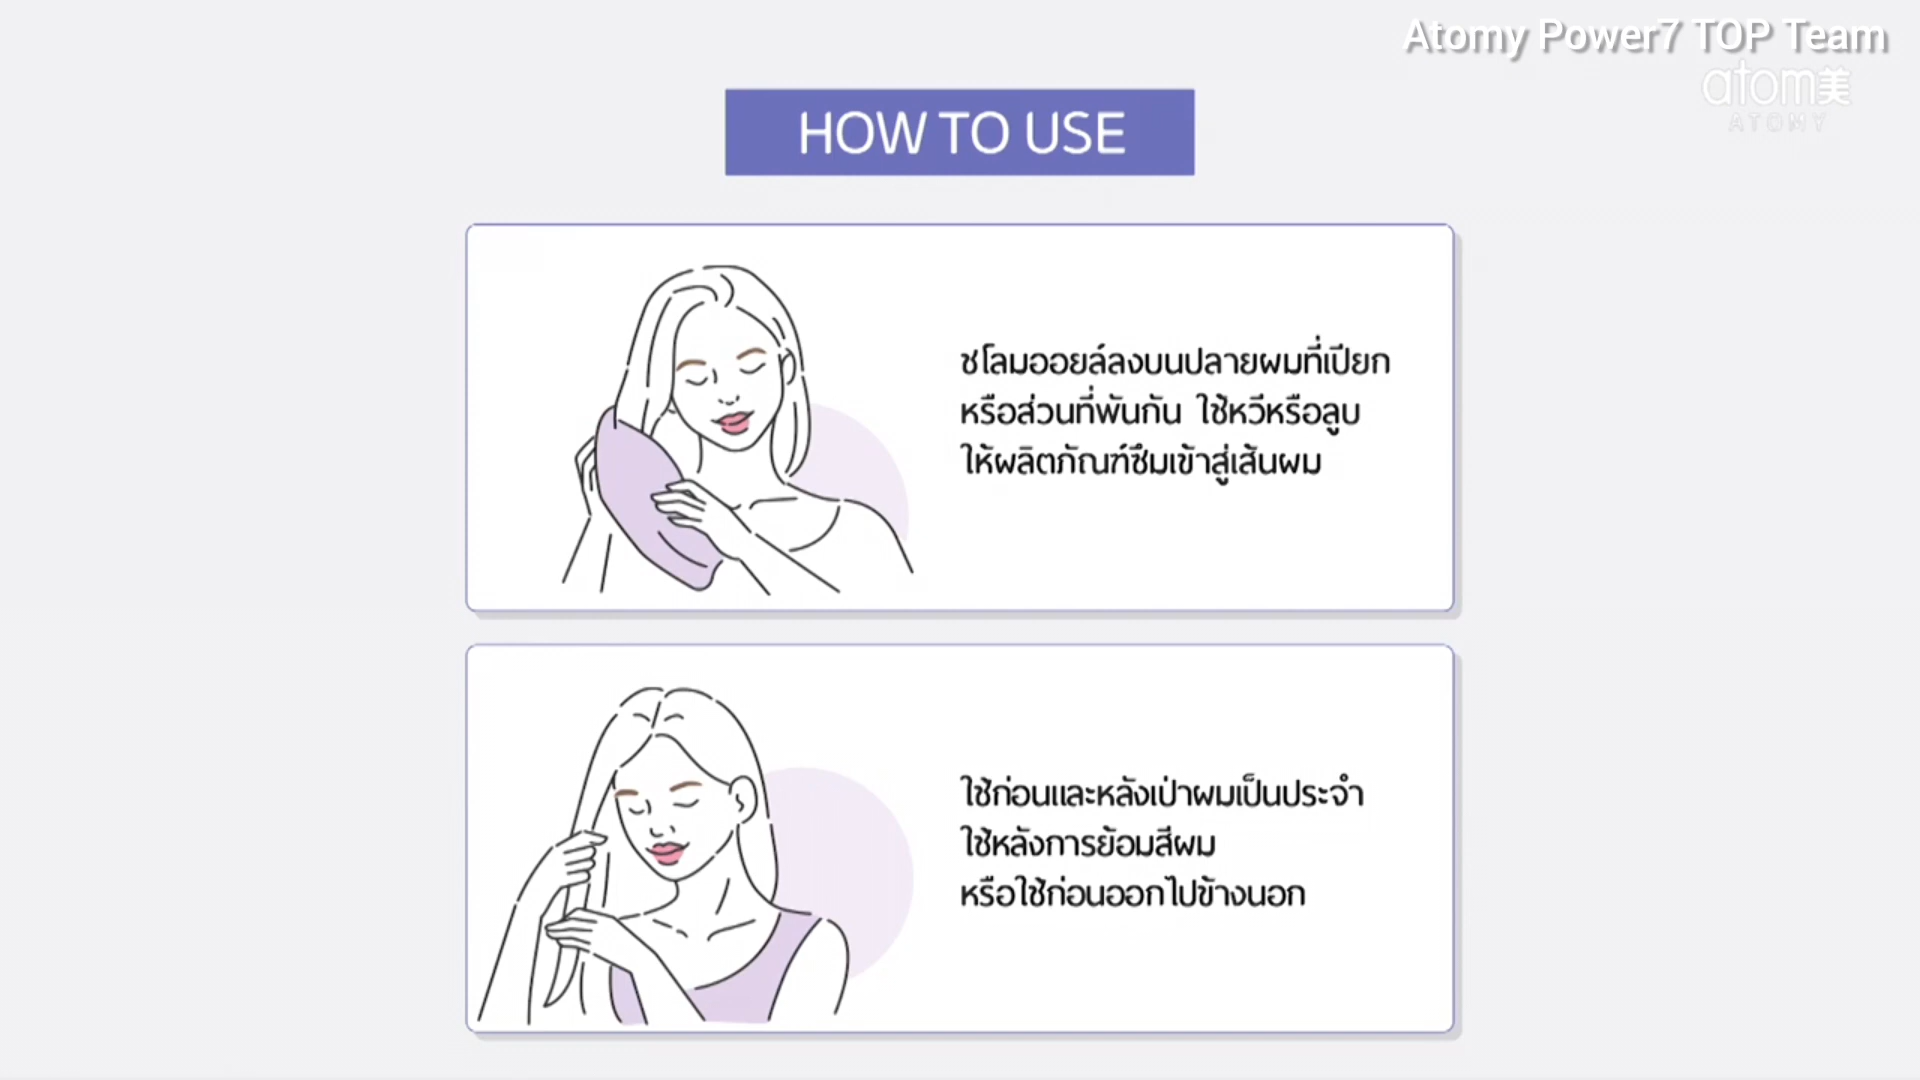 Atomy Power7 TOP Team
atom美
ATOMY
HOW TO USE
ชโลมออยล์ลงบนปลายผมที่เปียก
หรือส่วนที่พันกัน ใช้หวีหรือลูบ
ให้ผลิตภัณฑ์ซึมเข้าสู่เส้นผม
ใช้ก่อนและหลังเป่าผมเป็นประจำ
ใช้หลังการย้อมสีผม
หรือใช้ก่อนออกไปข้างนอก